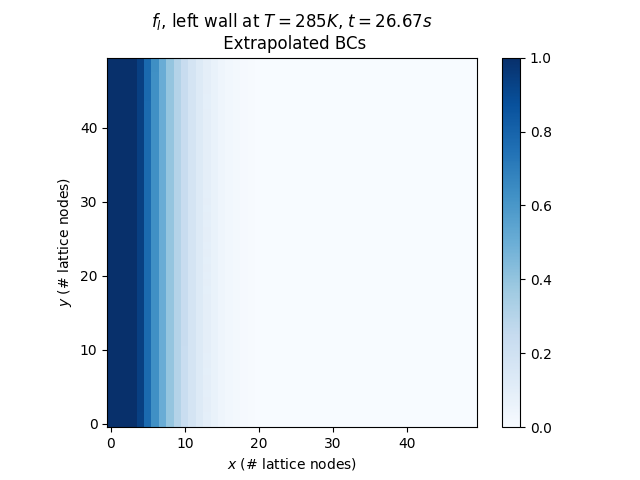 f_l, left wall at T = 285K, t = 26.67s
Extrapolated BCs
1.0
0.8
0.6
0.4
0.2
0.0
40
30
20
10
0
y (# lattice nodes)
0 10 20 30 40
x (# lattice nodes)